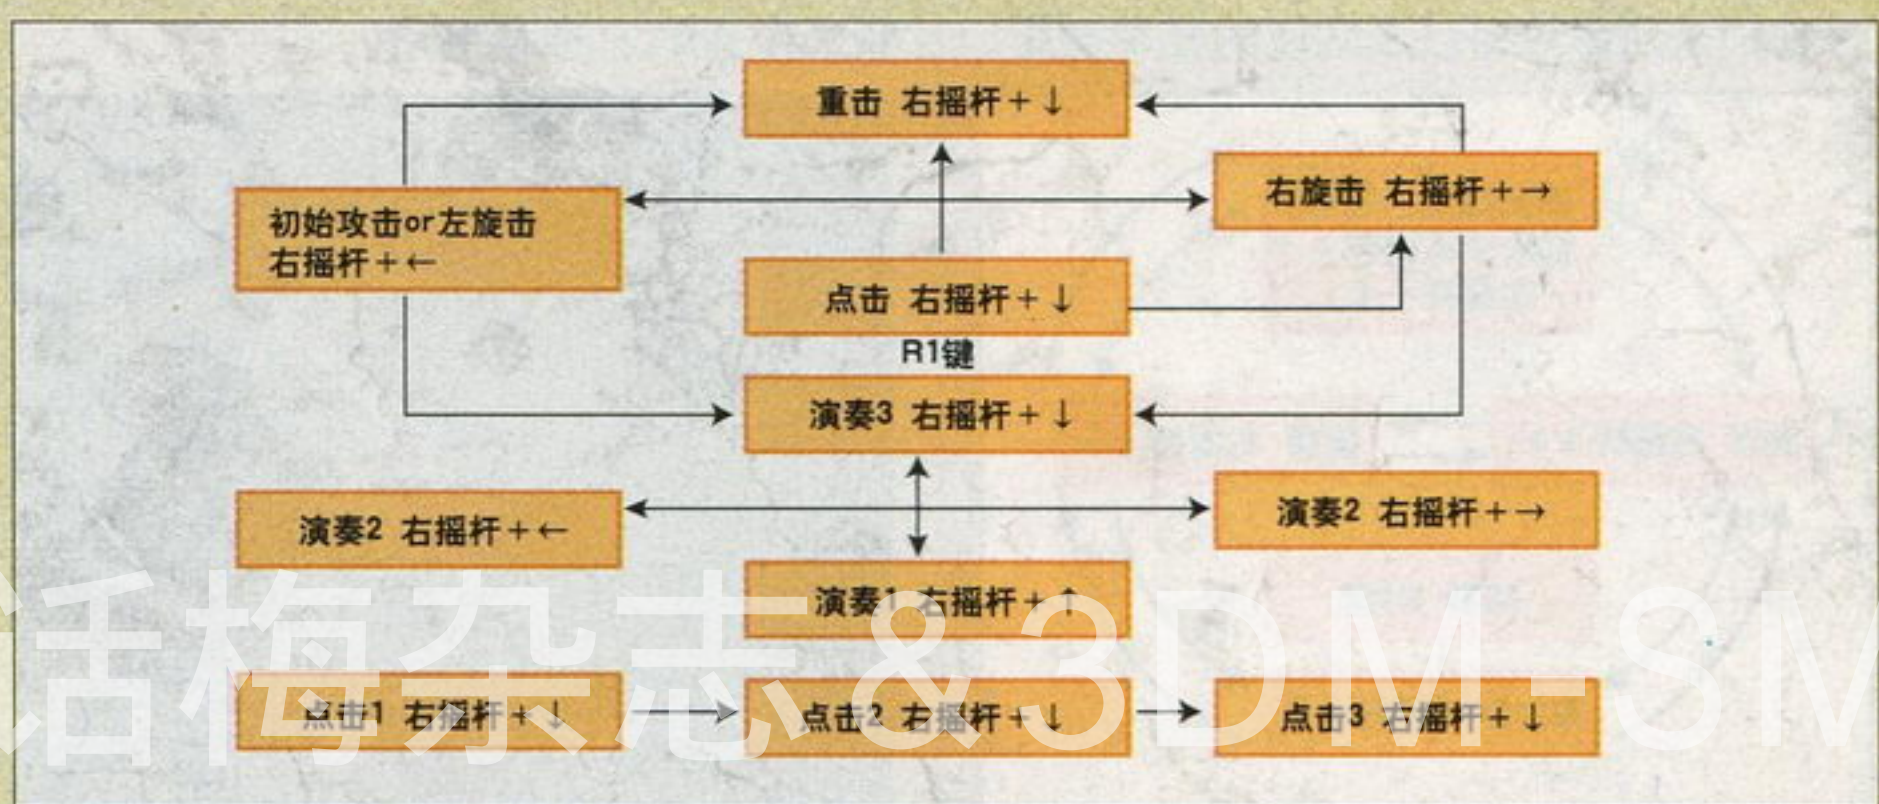 重击 右摇杆+↓
右旋击 右摇杆+→
初始攻击or左旋击
右摇杆+←
点击 右摇杆+↓
R1键
演奏3 右摇杆+↓
演奏2 右摇杆+←
演奏2 右摇杆+→
演奏1 右摇杆+↑
点击1 右摇杆+↓
点击2 右摇杆+↓
点击3 右摇杆+↓
活梅杂志&3DM-SM